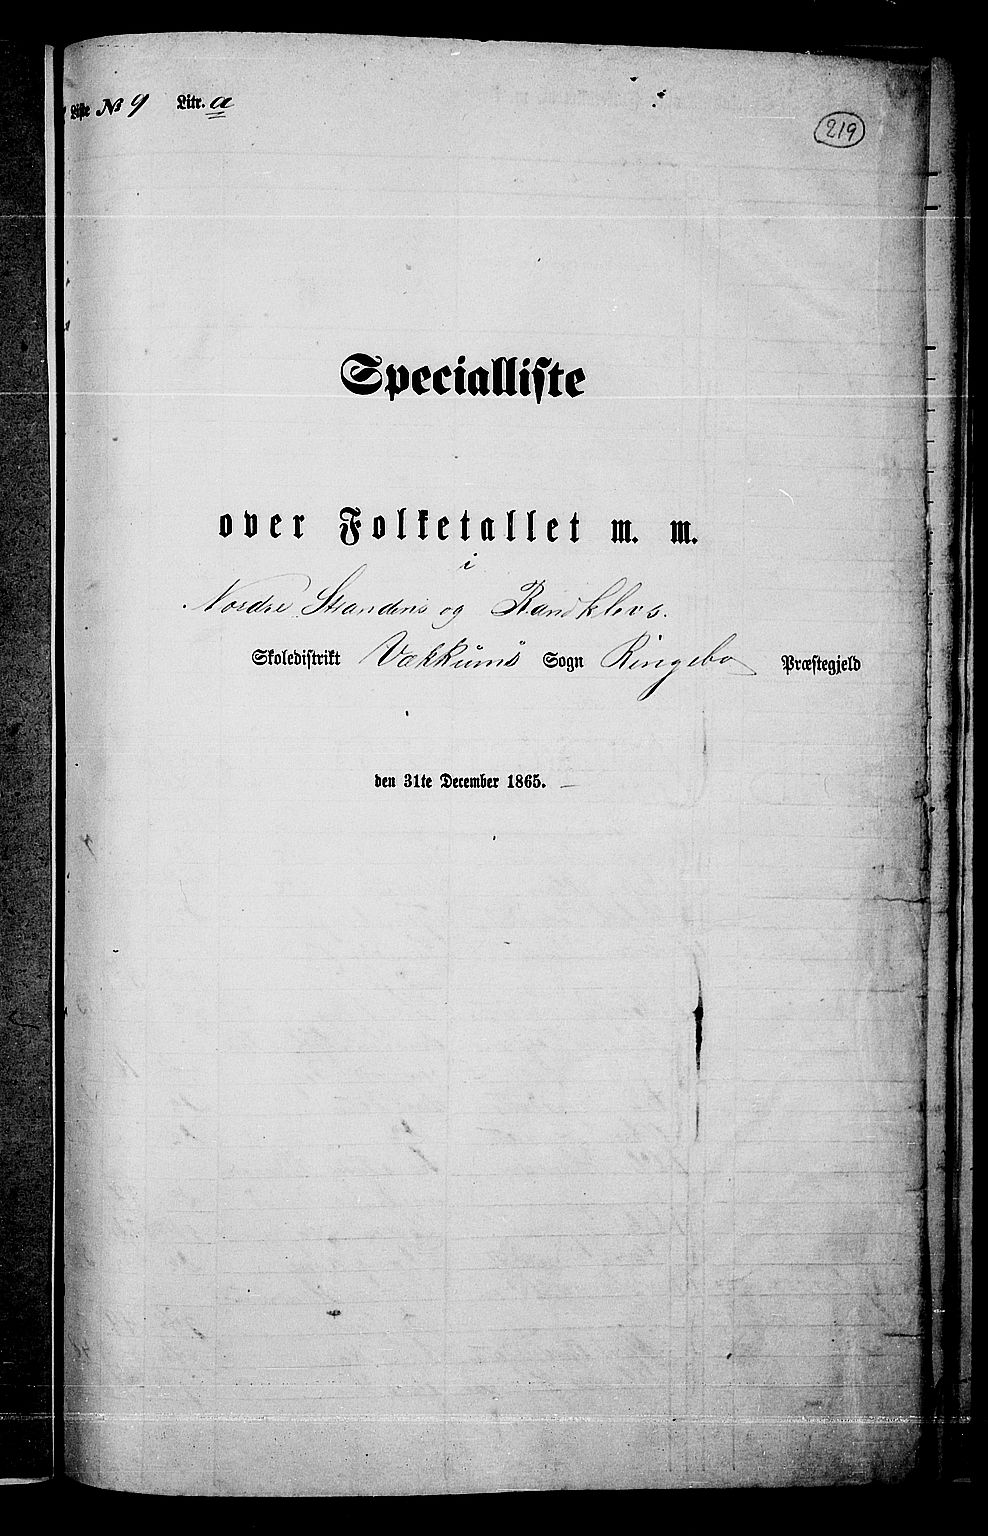 Liste № 9 Litr. a
219
Specialliste
over Folketallet m. m.
i
Nordre Strandens og Randklevs.
Skoledistrikt Vækkums Sogn Ringebo Præstegjeld
den 31te December 1865.